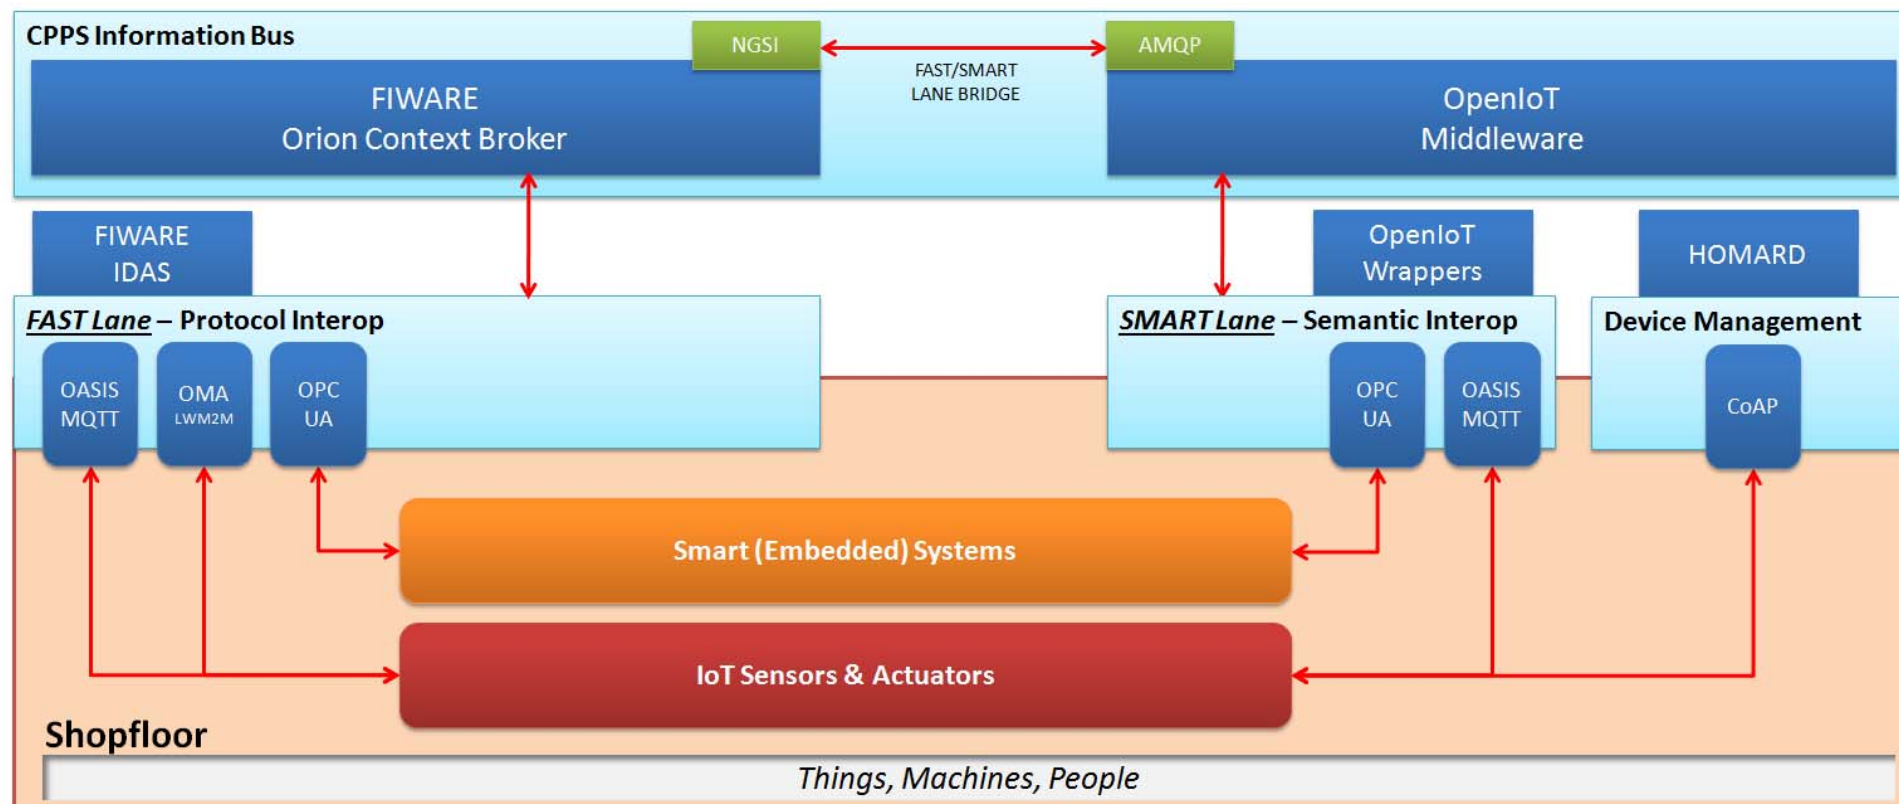 CPPS Information Bus
NGSI
AMQP
FAST/SMART
LANE BRIDGE
FIWARE
Orion Context Broker
OpenIoT
Middleware
FIWARE
IDAS
OpenIoT
Wrappers
HOMARD
FAST Lane – Protocol Interop
SMART Lane – Semantic Interop
Device Management
OASIS
MQTT
OMA
LWM2M
OPC
UA
OPC
UA
OASIS
MQTT
CoAP
Smart (Embedded) Systems
IoT Sensors & Actuators
Shopfloor
Things, Machines, People